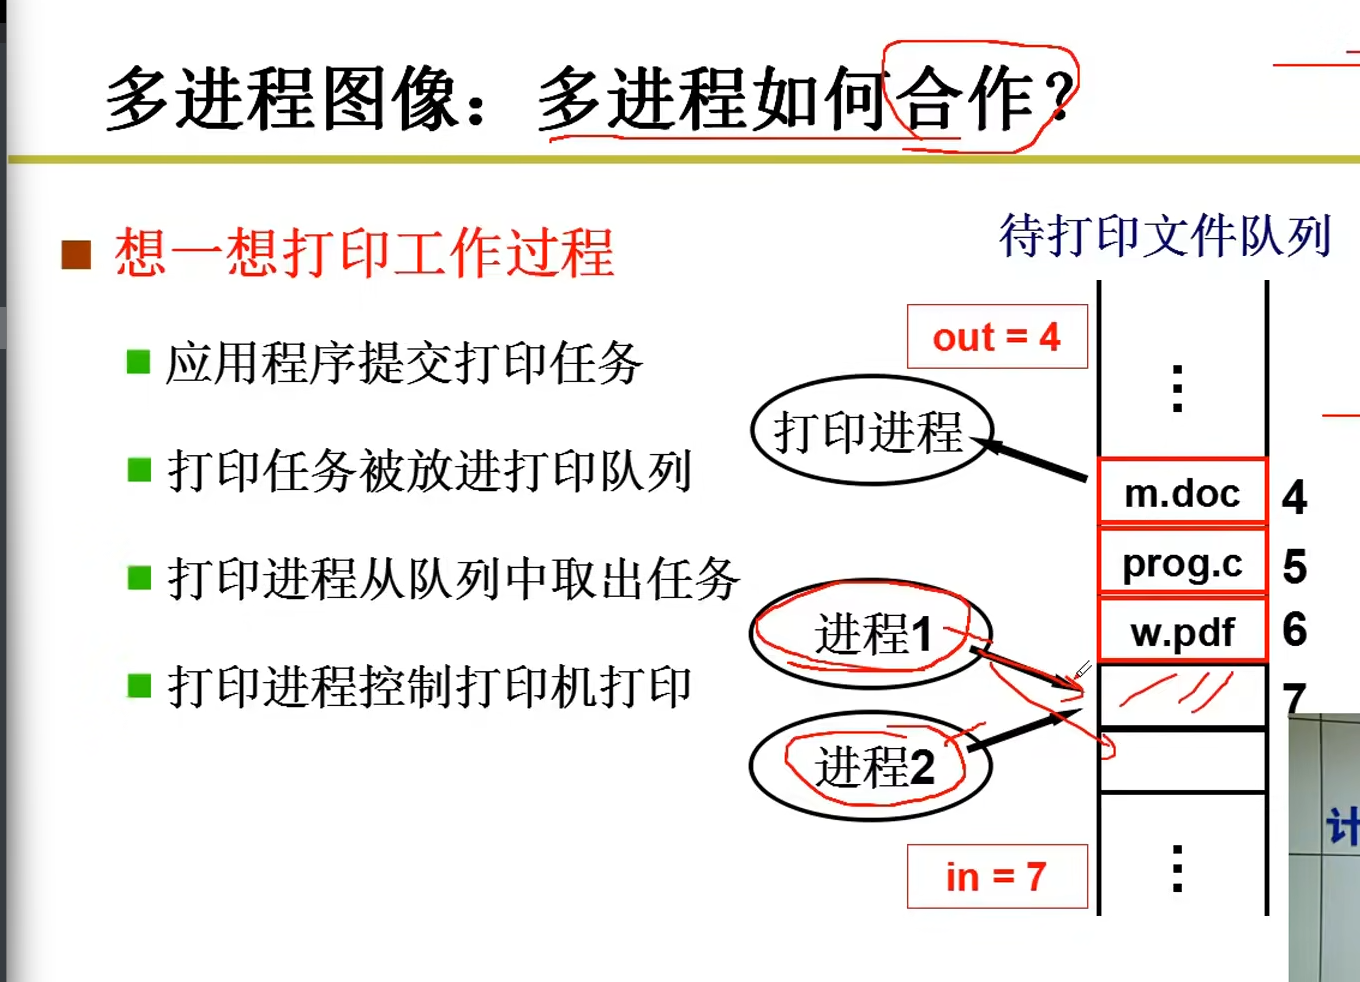 多进程图像：多进程如何合作？
想一想打印工作过程
应用程序提交打印任务
打印任务被放进打印队列
打印进程从队列中取出任务
打印进程控制打印机打印
待打印文件队列
out = 4
打印进程
m.doc 4
prog.c 5
进程1
w.pdf 6
7
进程2
in = 7
计